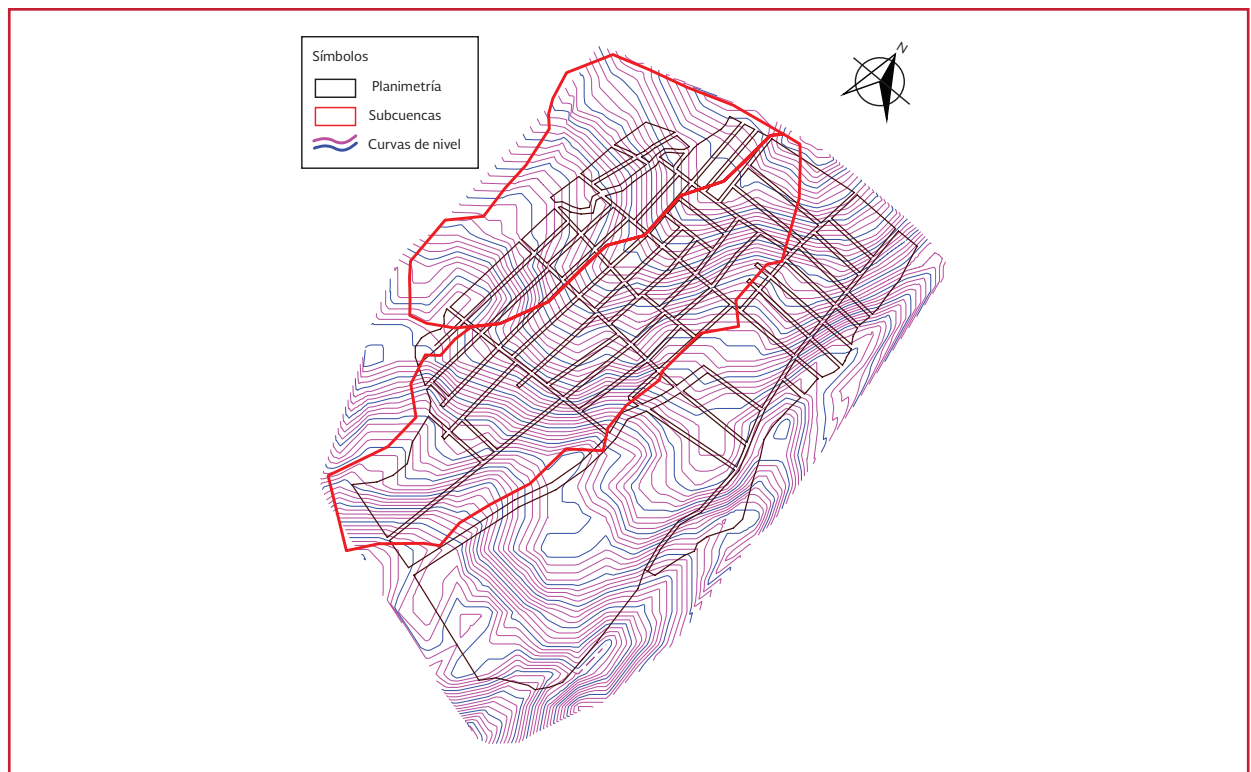 Símbolos
Planimetría
Subcuencas
Curvas de nivel
N